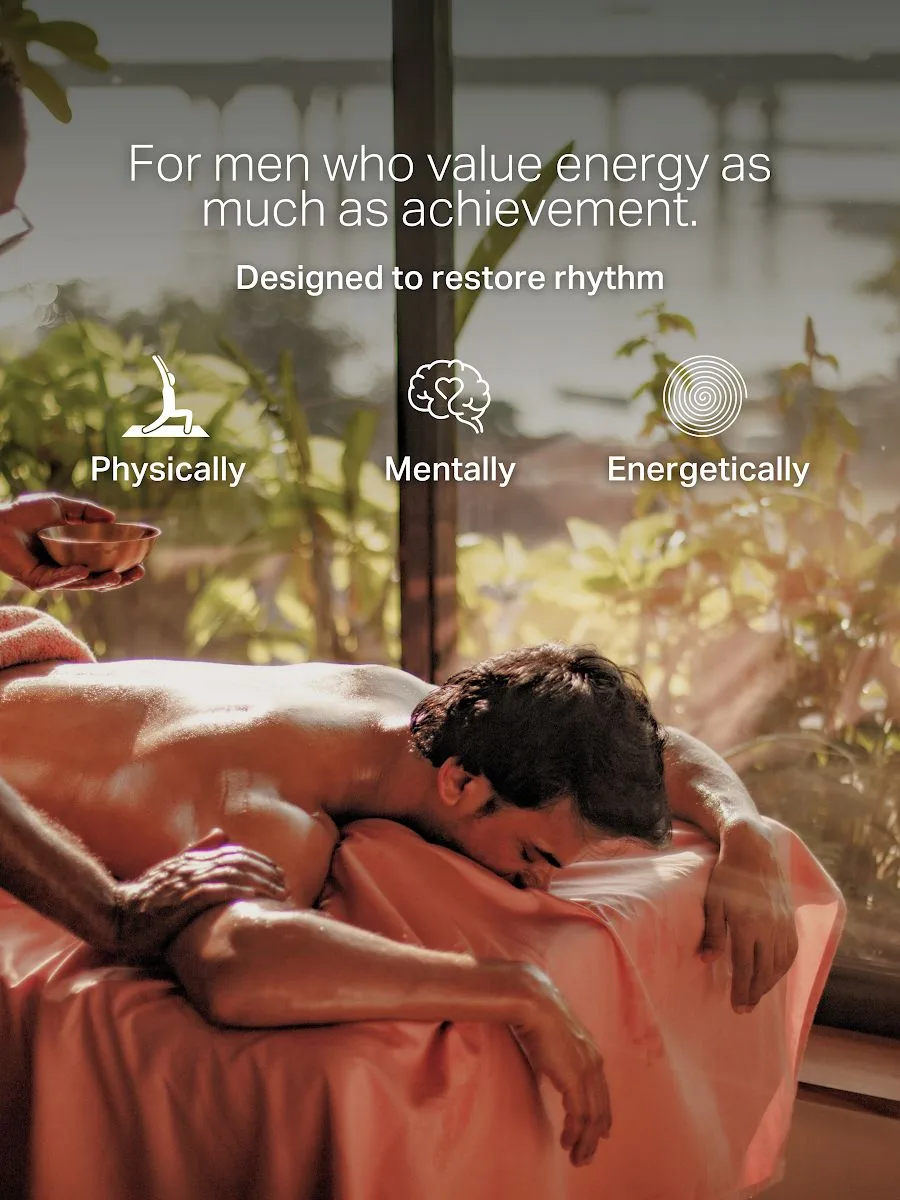 For men who value energy as
much as achievement.
Designed to restore rhythm
Physically
Mentally
Energetically